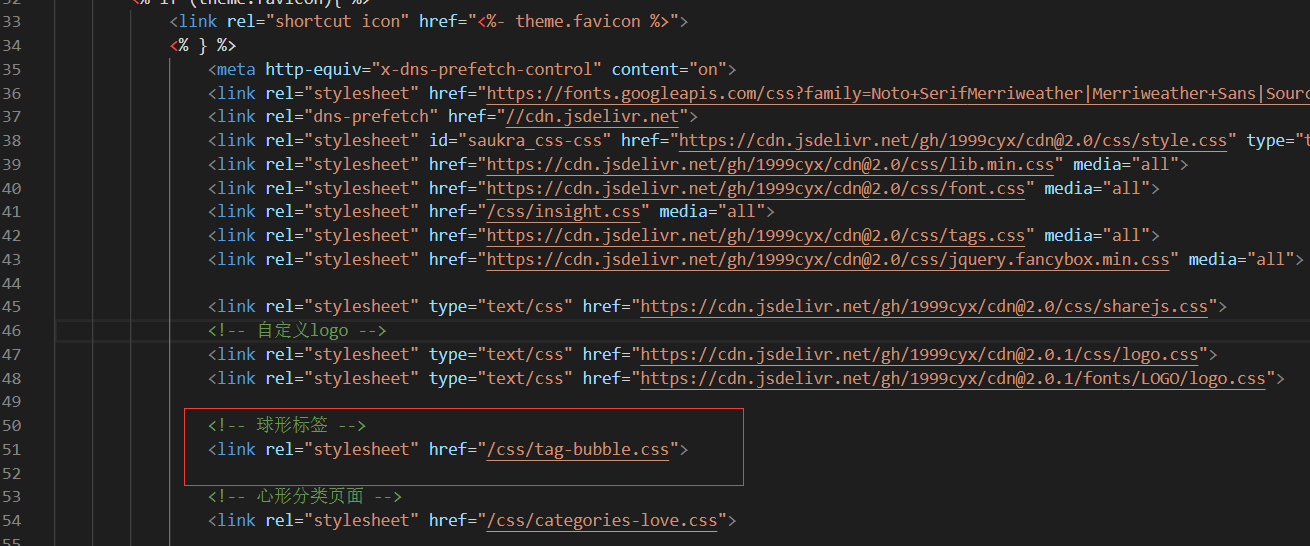 32 <% if (theme.favicon){ %>
33 <link rel="shortcut icon" href="<%- theme.favicon %>">
34 <% } %>
35 <meta http-equiv="x-dns-prefetch-control" content="on">
36 <link rel="stylesheet" href="https://fonts.googleapis.com/css?family=Noto+SerifMerriweather|Merriweather+Sans|Sourc
37 <link rel="dns-prefetch" href="//cdn.jsdelivr.net">
38 <link rel="stylesheet" id="saukra_css-css" href="https://cdn.jsdelivr.net/gh/1999cyx/cdn@2.0/css/style.css" type="t
39 <link rel="stylesheet" href="https://cdn.jsdelivr.net/gh/1999cyx/cdn@2.0/css/lib.min.css" media="all">
40 <link rel="stylesheet" href="https://cdn.jsdelivr.net/gh/1999cyx/cdn@2.0/css/font.css" media="all">
41 <link rel="stylesheet" href="/css/insight.css" media="all">
42 <link rel="stylesheet" href="https://cdn.jsdelivr.net/gh/1999cyx/cdn@2.0/css/tags.css" media="all">
43 <link rel="stylesheet" href="https://cdn.jsdelivr.net/gh/1999cyx/cdn@2.0/css/jquery.fancybox.min.css" media="all">
44
45 <link rel="stylesheet" type="text/css" href="https://cdn.jsdelivr.net/gh/1999cyx/cdn@2.0/css/sharejs.css">
46 <!-- 自定义logo -->
47 <link rel="stylesheet" type="text/css" href="https://cdn.jsdelivr.net/gh/1999cyx/cdn@2.0.1/css/logo.css">
48 <link rel="stylesheet" type="text/css" href="https://cdn.jsdelivr.net/gh/1999cyx/cdn@2.0.1/fonts/LOGO/logo.css">
49
50 <!-- 球形标签 -->
51 <link rel="stylesheet" href="/css/tag-bubble.css">
52
53 <!-- 心形分类页面 -->
54 <link rel="stylesheet" href="/css/categories-love.css">
55